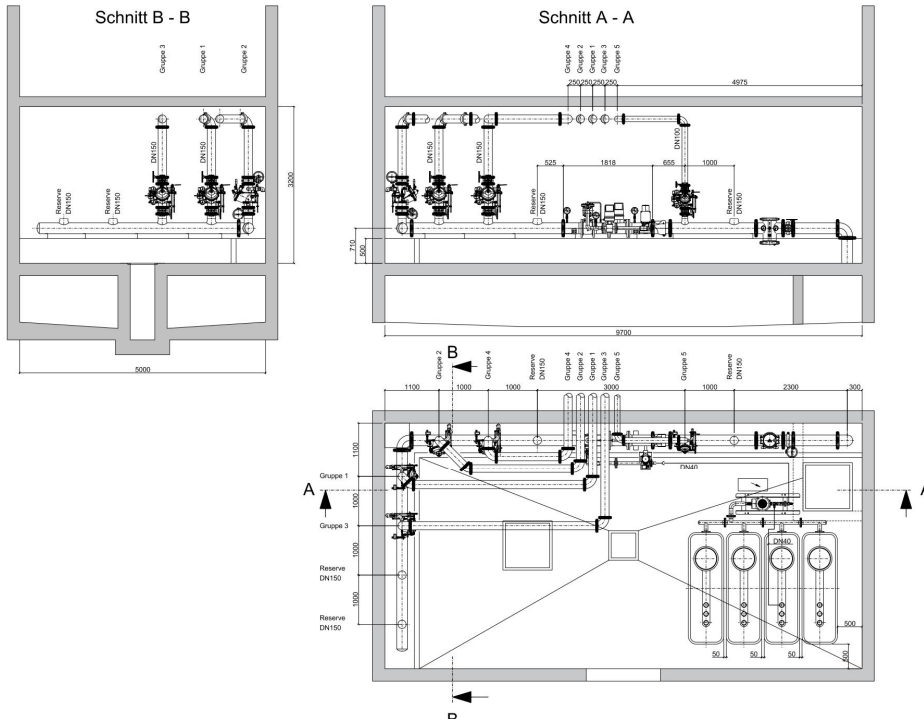 Schnitt B - B
Gruppe 3
Gruppe 1
Gruppe 2
DN150
DN150
Reserve
DN150
Reserve
DN150
3200
5000
Schnitt A - A
Gruppe 4
Gruppe 2
Gruppe 1
Gruppe 3
Gruppe 5
250
250
250
250
4975
DN150
DN150
DN100
525
1818
655
1000
Reserve
DN150
Reserve
DN150
710
500
9700
B
Gruppe 2
Gruppe 4
Reserve
DN150
Gruppe 4
Gruppe 2
Gruppe 1
Gruppe 3
Gruppe 5
Gruppe 5
Reserve
DN150
1100
1000
1000
3000
1000
2300
300
1100
Gruppe 1
DN40
A
A
1000
Gruppe 3
DN40
1000
Reserve
DN150
1000
Reserve
DN150
500
50
50
50
500
B